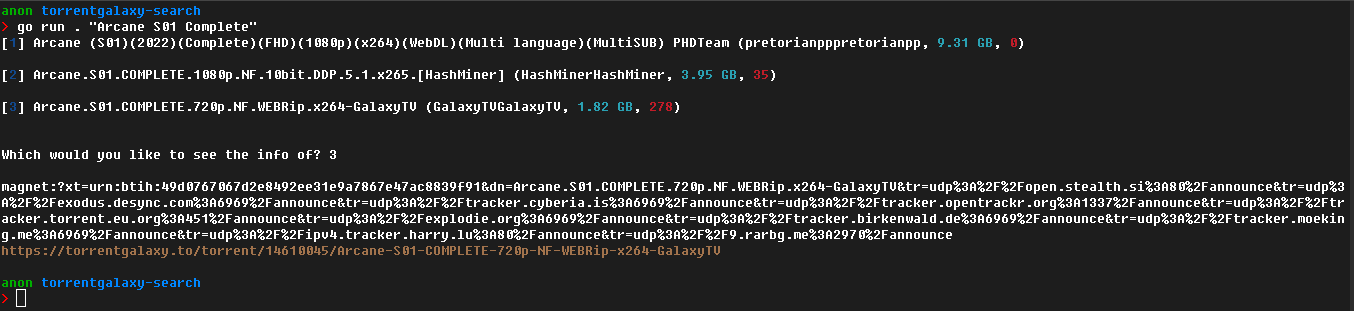 anon torrentgalaxy-search
> go run . "Arcane S01 Complete"
[1] Arcane (S01)(2022)(Complete)(FHD)(1080p)(x264)(WebDL)(Multi language)(MultiSUB) PHDTeam (pretorianpppretorianpp, 9.31 GB, 0)
[2] Arcane.S01.COMPLETE.1080p.NF.10bit.DDP.5.1.x265.[HashMiner] (HashMinerHashMiner, 3.95 GB, 35)
[3] Arcane.S01.COMPLETE.720p.NF.WEBRip.x264-GalaxyTV (GalaxyTVGalaxyTV, 1.82 GB, 278)
Which would you like to see the info of? 3
magnet:?xt=urn:btih:49d0767067d2e8492ee31e9a7867e47ac8839f91&dn=Arcane.S01.COMPLETE.720p.NF.WEBRip.x264-GalaxyTV&tr=udp%3A%2F%2Fopen.stealth.si%3A80%2Fannounce&tr=udp%3
A%2F%2Fexodus.desync.com%3A6969%2Fannounce&tr=udp%3A%2F%2Ftracker.cyberia.is%3A6969%2Fannounce&tr=udp%3A%2F%2Ftracker.opentrackr.org%3A1337%2Fannounce&tr=udp%3A%2F%2Ftr
acker.torrent.eu.org%3A451%2Fannounce&tr=udp%3A%2F%2Fexplodie.org%3A6969%2Fannounce&tr=udp%3A%2F%2Ftracker.birkenwald.de%3A6969%2Fannounce&tr=udp%3A%2F%2Ftracker.moekin
g.me%3A6969%2Fannounce&tr=udp%3A%2F%2Fipv4.tracker.harry.lu%3A80%2Fannounce&tr=udp%3A%2F%2F9.rarbg.me%3A2970%2Fannounce
https://torrentgalaxy.to/torrent/14610045/Arcane-S01-COMPLETE-720p-NF-WEBRip-x264-GalaxyTV
anon torrentgalaxy-search
>